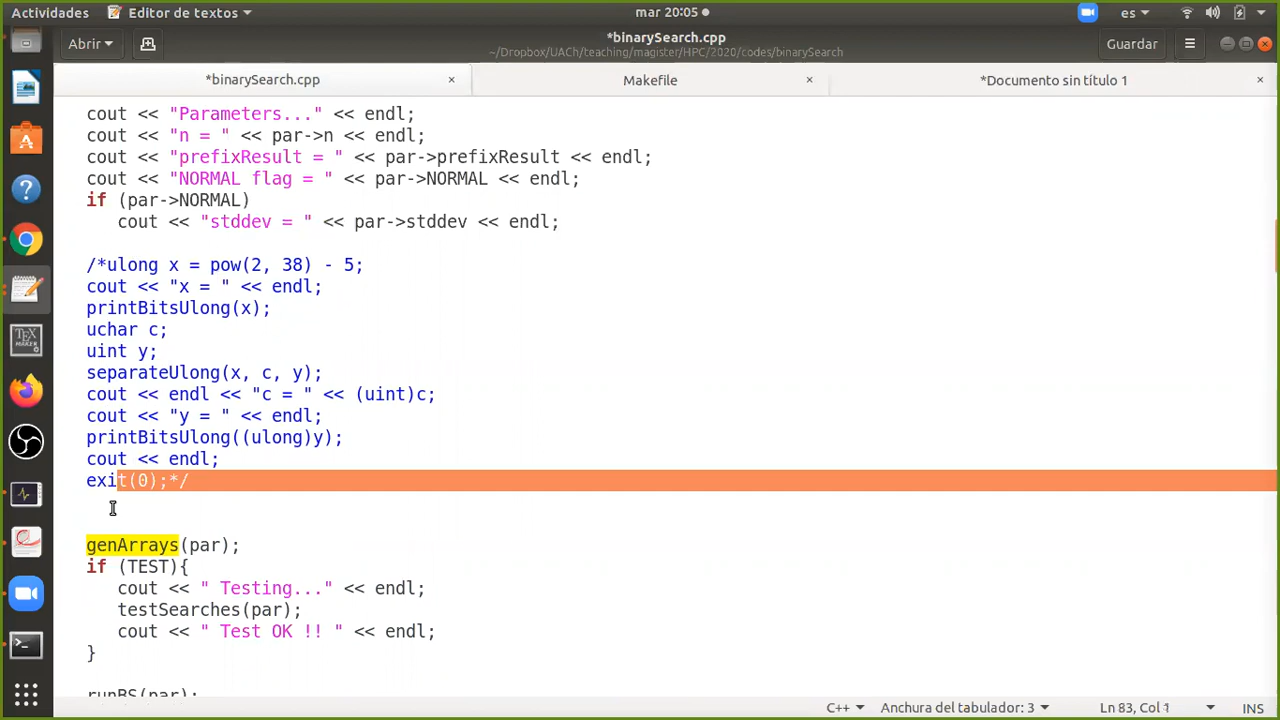 Actividades Editor de textos mar 20:05 es
Abrir *binarySearch.cpp Guardar
~/Dropbox/UACh/teaching/magister/HPC/2020/codes/binarySearch
*binarySearch.cpp × Makefile × *Documento sin título 1 ×
cout << "Parameters..." << endl;
cout << "n = " << par->n << endl;
cout << "prefixResult = " << par->prefixResult << endl;
cout << "NORMAL flag = " << par->NORMAL << endl;
if (par->NORMAL)
cout << "stddev = " << par->stddev << endl;
/*ulong x = pow(2, 38) - 5;
cout << "x = " << endl;
printBitsUlong(x);
uchar c;
uint y;
separateUlong(x, c, y);
cout << endl << "c = " << (uint)c;
cout << "y = " << endl;
printBitsUlong((ulong)y);
cout << endl;
exit(0);*/
genArrays(par);
if (TEST){
cout << " Testing..." << endl;
testSearches(par);
cout << " Test OK !! " << endl;
}
runBS(par);
C++ Anchura del tabulador: 3 Ln 83, Col 1 INS